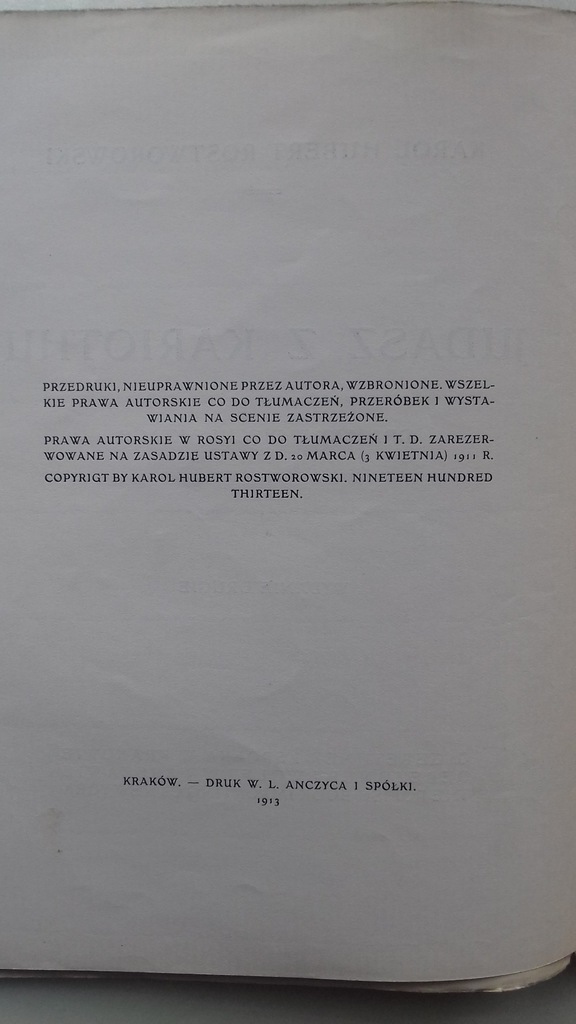 PRZEDRUKI, NIEUPRAWNIONE PRZEZ AUTORA, WZBRONIONE. WSZEL-
KIE PRAWA AUTORSKIE CO DO TŁUMACZEŃ, PRZERÓBEK I WYSTA-
WIANIA NA SCENIE ZASTRZEŻONE.
PRAWA AUTORSKIE W ROSYI CO DO TŁUMACZEŃ I T. D. ZAREZER-
WOWANE NA ZASADZIE USTAWY Z D. 20 MARCA (3 KWIETNIA) 1911 R.
COPYRIGT BY KAROL HUBERT ROSTWOROWSKI. NINETEEN HUNDRED
THIRTEEN.
KRAKÓW. — DRUK W. L. ANCZYCA I SPÓŁKI.
1913